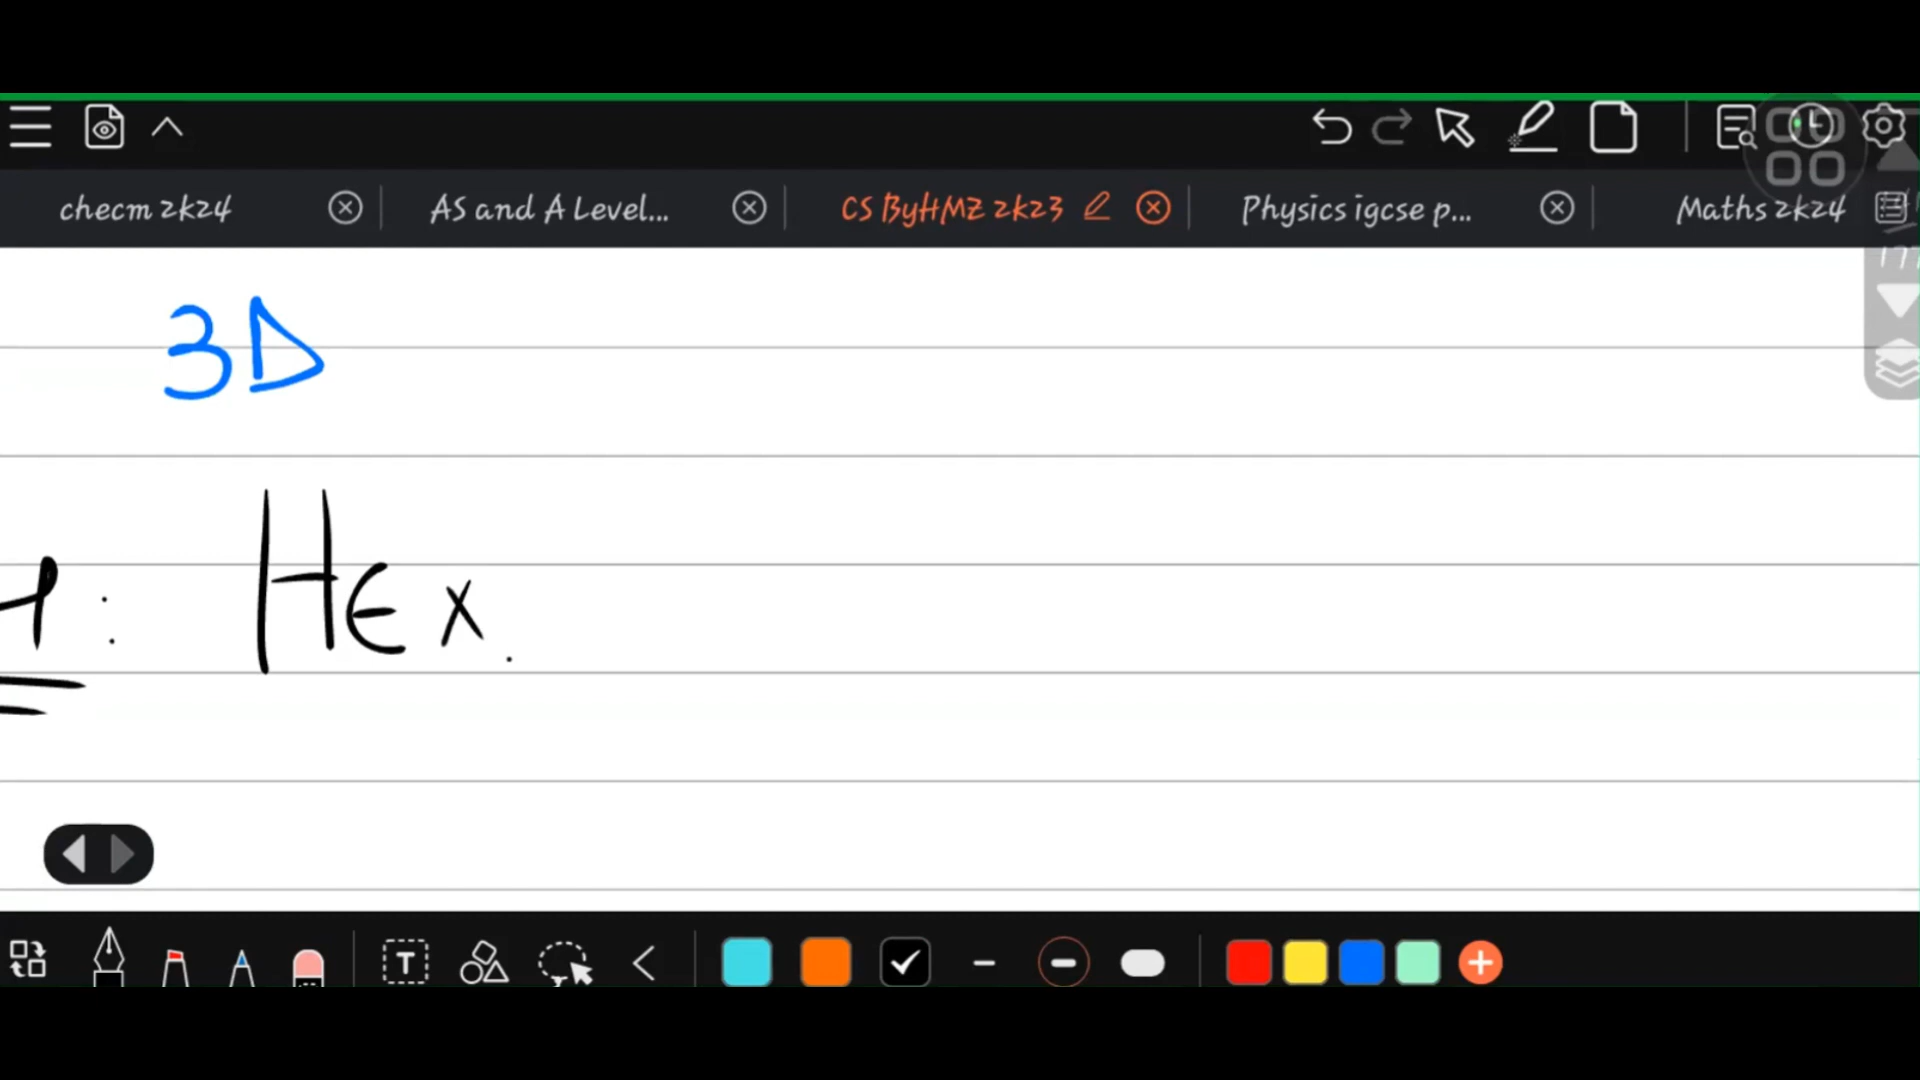 checm 2k24 AS and A Level... CS ByHMZ 2k23 Physics igcse p... Maths 2k24
3D
: HEx.
T